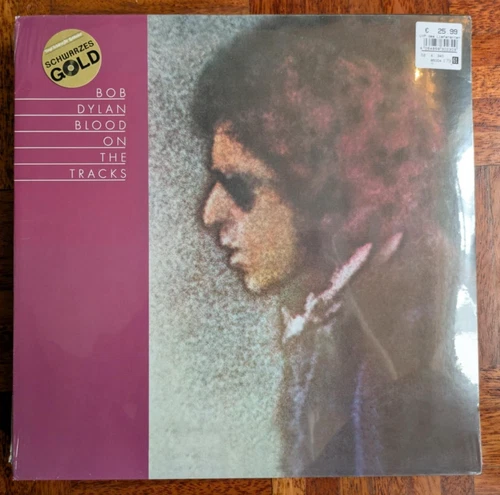 SCHWARZES
GOLD
€ 25.99
BOB
DYLAN
BLOOD
ON
THE
TRACKS